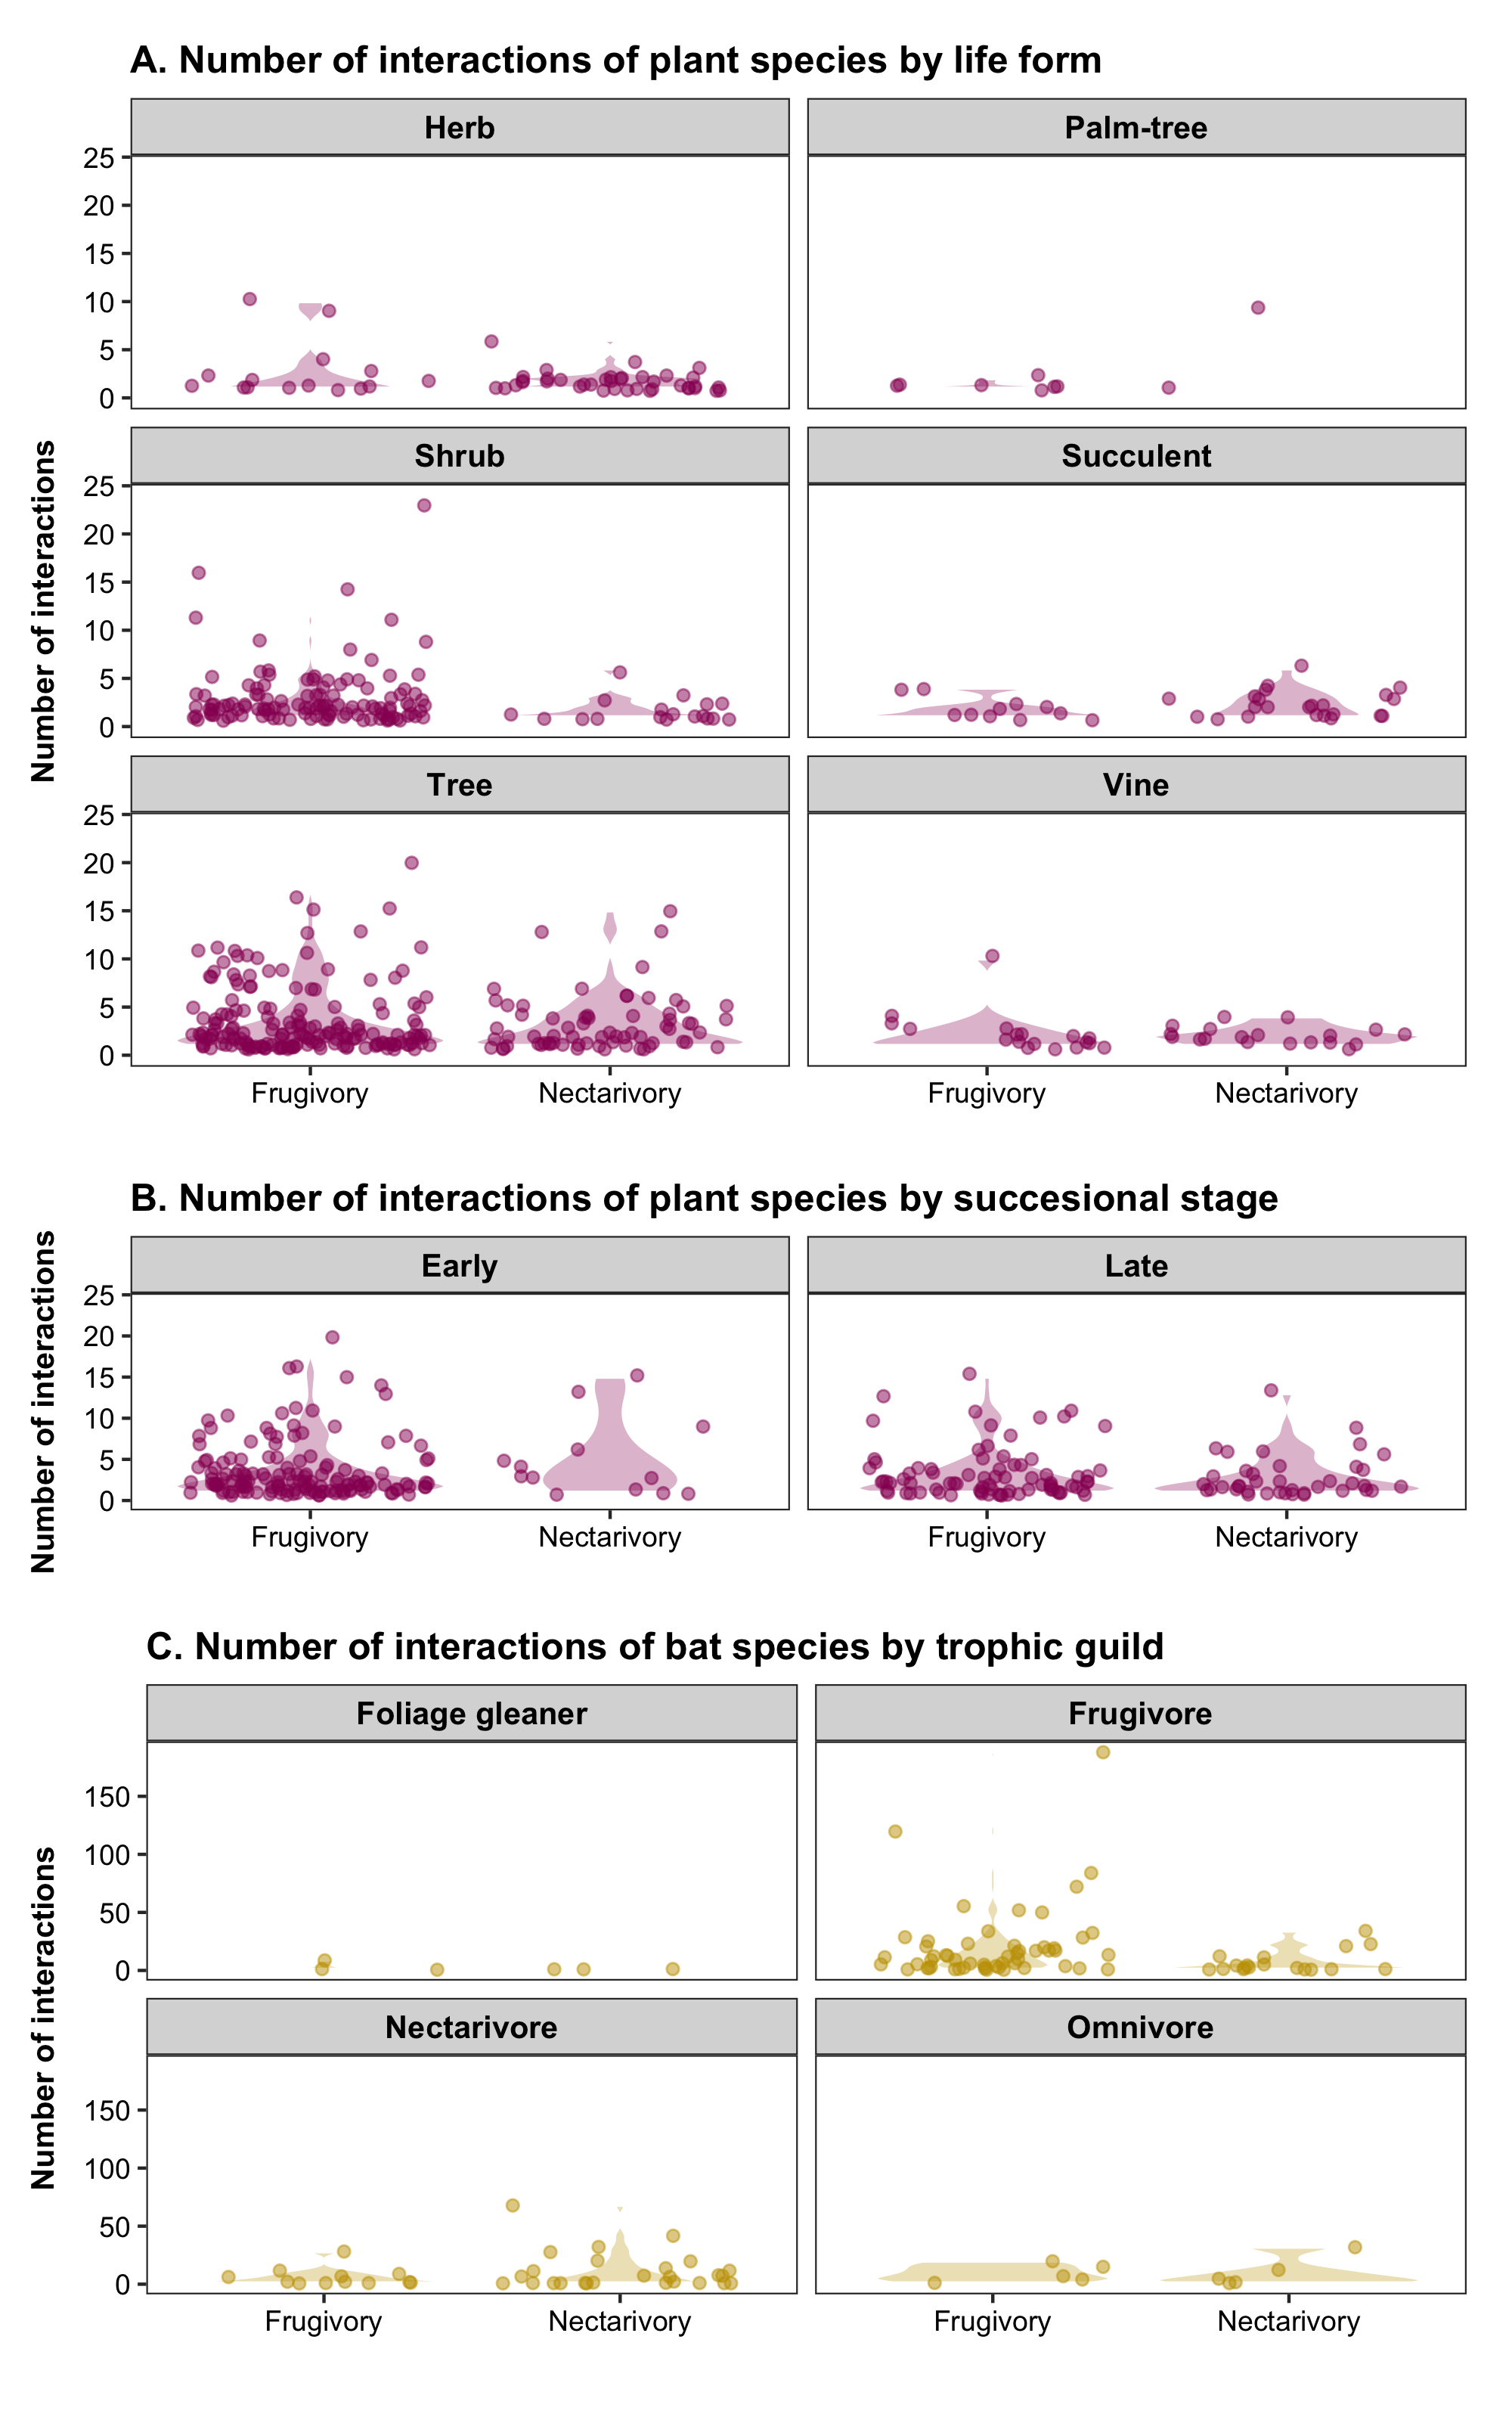 A. Number of interactions of plant species by life form
Herb
Palm-tree
25
20
15
10
5
0
Number of interactions
Shrub
Succulent
25
20
15
10
5
0
Tree
Vine
25
20
15
10
5
0
Frugivory
Nectarivory
Frugivory
Nectarivory
B. Number of interactions of plant species by succesional stage
Number of interactions
Early
Late
25
20
15
10
5
0
Frugivory
Nectarivory
Frugivory
Nectarivory
C. Number of interactions of bat species by trophic guild
Number of interactions
Foliage gleaner
Frugivore
150
100
50
0
Nectarivore
Omnivore
150
100
50
0
Frugivory
Nectarivory
Frugivory
Nectarivory